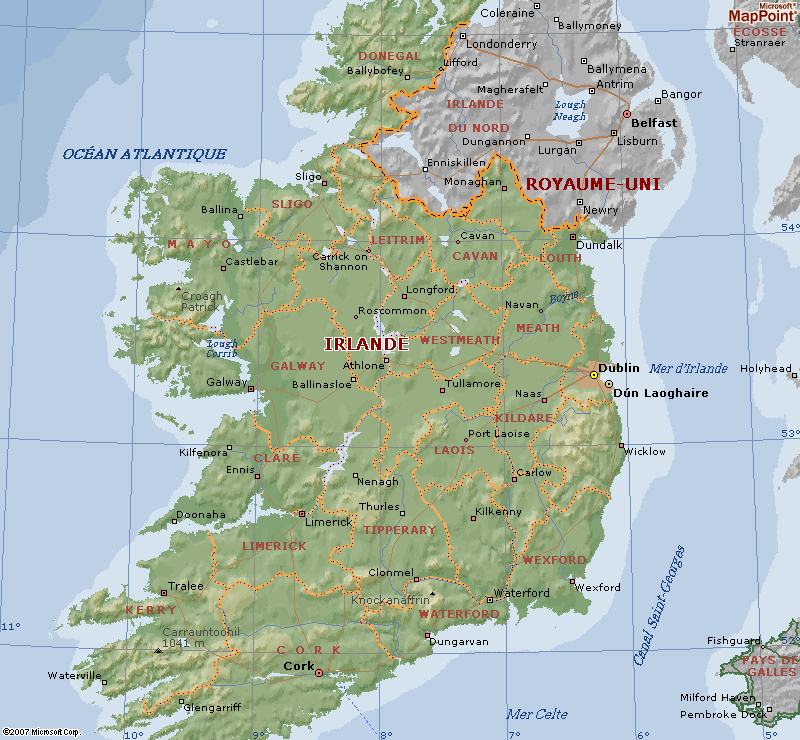 Coleraine
Ballymoney
Microsoft®
MapPoint®
ÉCOSSE
Stranraer
Londonderry
DONEGAL
Lifford
Ballybofey
Ballymena
Antrim
Magherafelt
Bangor
IRLANDE
DU NORD
Lough
Neagh
Belfast
Dungannon
Lisburn
Lurgan
OCÉAN ATLANTIQUE
Enniskillen
Sligo
Monaghan
ROYAUME-UNI
Newry
SLIGO
Ballina
54°
MAYO
LEITRIM
Cavan
Dundalk
Carrick on
Shannon
CAVAN
LOUTH
Castlebar
Croagh
Patrick
Longford
Boyne
Navan
Roscommon
MEATH
Lough
Corrib
IRLANDE
WESTMEATH
GALWAY
Athlone
Dublin
Mer d'Irlande
Holyhead
Galway
Ballinasloe
Tullamore
Naas
Dún Laoghaire
KILDARE
Port Laoise
53°
Kilfenora
CLARE
LAOIS
Wicklow
Ennis
Nenagh
Carlow
Doonaha
Thurles
Limerick
Kilkenny
TIPPERARY
LIMERICK
WEXFORD
Clonmel
Tralee
Knockanaffrin
Waterford
Wexford
KERRY
WATERFORD
Canal Saint-Georges
11°
Carrauntoohil
1041 m
Dungarvan
Fishguard
52°
CORK
Cork
PAYS DE
GALLES
Waterville
Milford Haven
Glengarriff
Mer Celte
Pembroke Dock
©2007 Microsoft Corp.
10°
9°
8°
7°
6°
5°